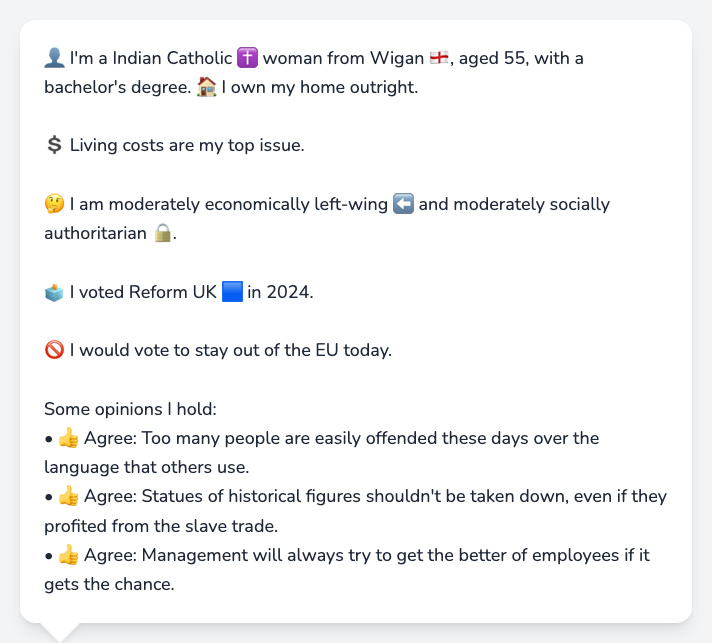 👤 I'm a Indian Catholic ✝️ woman from Wigan 🏴󠁧󠁢󠁥󠁮󠁧󠁿, aged 55, with a
bachelor's degree. 🏠 I own my home outright.
💲 Living costs are my top issue.
🤔 I am moderately economically left-wing ⬅️ and moderately socially
authoritarian 🔒.
🗳️ I voted Reform UK 🟦 in 2024.
🚫 I would vote to stay out of the EU today.
Some opinions I hold:
• 👍 Agree: Too many people are easily offended these days over the
language that others use.
• 👍 Agree: Statues of historical figures shouldn't be taken down, even if they
profited from the slave trade.
• 👍 Agree: Management will always try to get the better of employees if it
gets the chance.